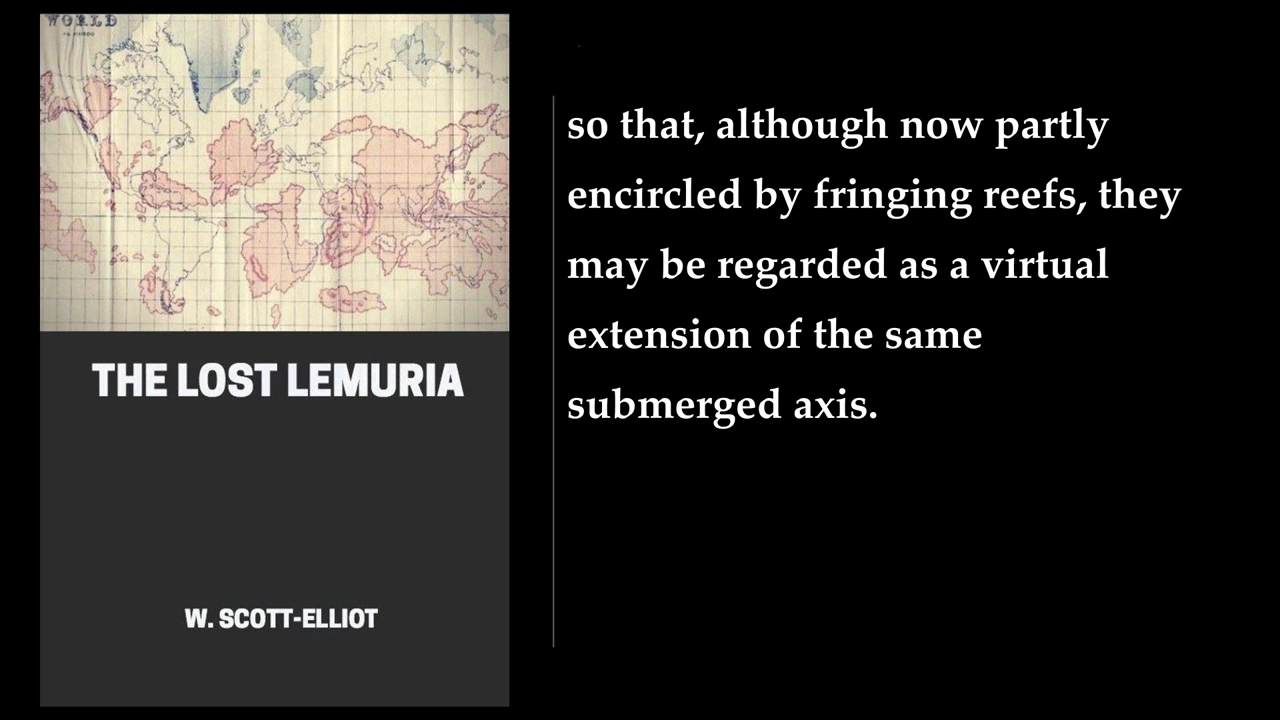 WORLD
THE LOST LEMURIA
W. SCOTT-ELLIOT
so that, although now partly
encircled by fringing reefs, they
may be regarded as a virtual
extension of the same
submerged axis.